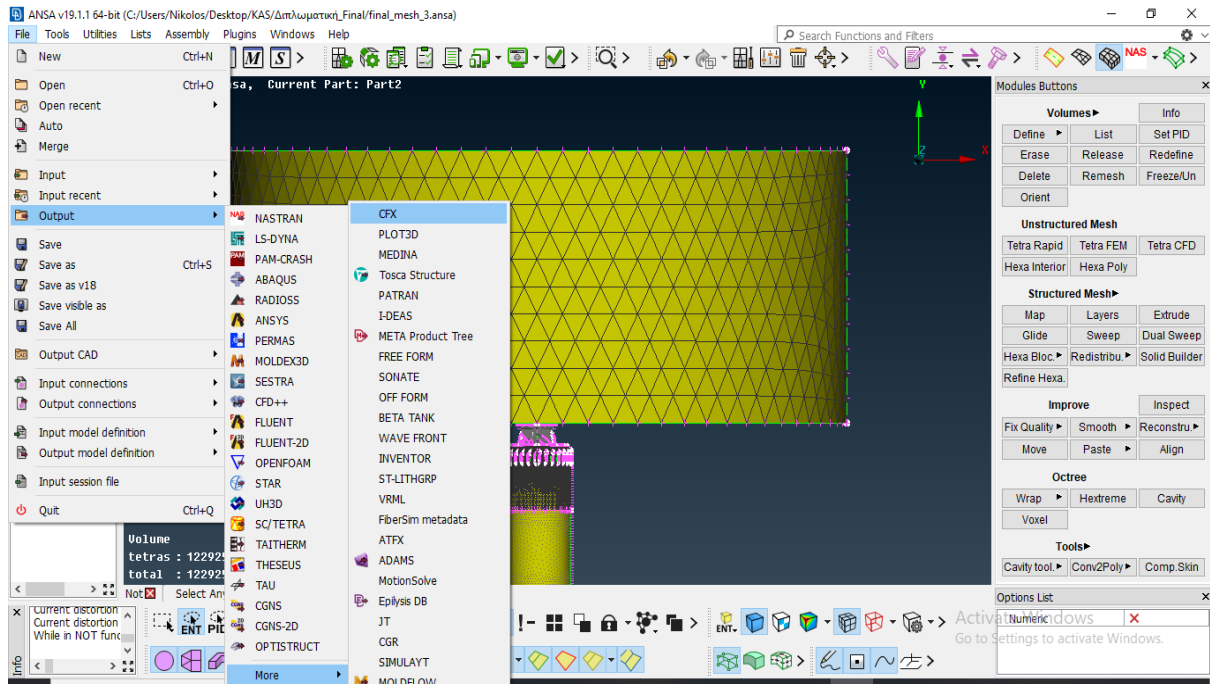 ANSA v19.1.1 64-bit (C:/Users/Nikolos/Desktop/KAS/Διπλωματική_Final/final_mesh_3.ansa)
File Tools Utilities Lists Assembly Plugins Windows Help
Search Functions and Filters
New Ctrl+N
Open Ctrl+O
Open recent
Auto
Merge
Input
Input recent
Output
Save
Save as Ctrl+S
Save as v18
Save visible as
Save All
Output CAD
Input connections
Output connections
Input model definition
Output model definition
Input session file
Quit Ctrl+Q
NASTRAN
LS-DYNA
PAM-CRASH
ABAQUS
RADIOSS
ANSYS
PERMAS
MOLDEX3D
SESTRA
CFD++
FLUENT
FLUENT-2D
OPENFOAM
STAR
UH3D
SC/TETRA
TAITHERM
THESEUS
TAU
CGNS
CGNS-2D
OPTISTRUCT
More
CFX
PLOT3D
MEDINA
Tosca Structure
PATRAN
I-DEAS
META Product Tree
FREE FORM
SONATE
OFF FORM
BETA TANK
WAVE FRONT
INVENTOR
ST-LITHGRP
VRML
FiberSim metadata
ATFX
ADAMS
MotionSolve
Epilysis DB
JT
CGR
SIMULAYT
MOLDFLOW
M S
NAS
sa, Current Part: Part2
Y
Z X
Volume
tetras : 12292
total : 12292
Not Select An
Current distortion
Current distortion
While in NOT func
Info
ENT PI
ENT.
Modules Buttons
Volumes Info
Define List Set PID
Erase Release Redefine
Delete Remesh Freeze/Un
Orient
Unstructured Mesh
Tetra Rapid Tetra FEM Tetra CFD
Hexa Interior Hexa Poly
Structured Mesh
Map Layers Extrude
Glide Sweep Dual Sweep
Hexa Bloc. Redistribu. Solid Builder
Refine Hexa.
Improve Inspect
Fix Quality Smooth Reconstru.
Move Paste Align
Octree
Wrap Hextreme Cavity
Voxel
Tools
Cavity tool. Conv2Poly Comp.Skin
Options List
Numeric
Activate Windows
Go to Settings to activate Windows.